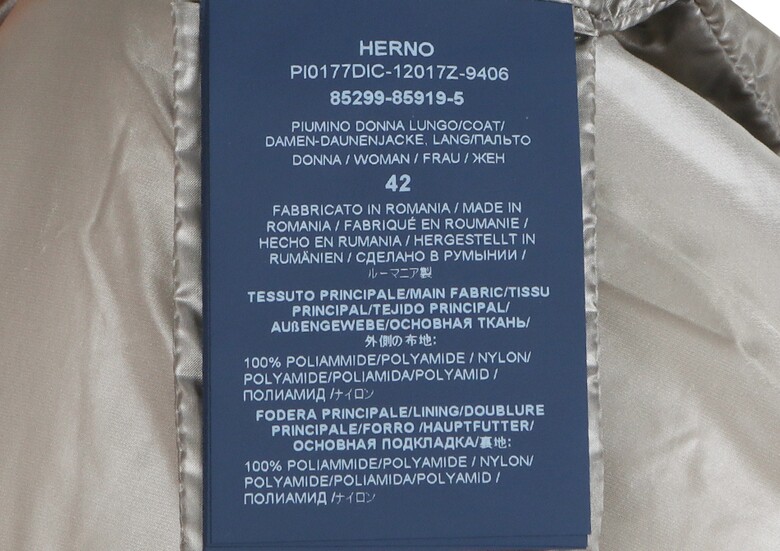 HERNO
PI0177DIC-12017Z-9406
85299-85919-5
PIUMINO DONNA LUNGO/COAT/
DAMEN-DAUNENJACKE, LANG/ПАЛЬТО
DONNA / WOMAN / FRAU / ЖЕН
42
FABBRICATO IN ROMANIA / MADE IN
ROMANIA / FABRIQUÉ EN ROUMANIE /
HECHO EN RUMANIA / HERGESTELLT IN
RUMÄNIEN / СДЕЛАНО В РУМЫНИИ /
ルーマニア製
TESSUTO PRINCIPALE/MAIN FABRIC/TISSU
PRINCIPAL/TEJIDO PRINCIPAL/
AUßENGEWEBE/ОСНОВНАЯ ТКАНЬ/
外側の布地:
100% POLIAMMIDE/POLYAMIDE / NYLON/
POLYAMIDE/POLIAMIDA/POLYAMID /
ПОЛИАМИД /ナイロン
FODERA PRINCIPALE/LINING/DOUBLURE
PRINCIPALE/FORRO /HAUPTFUTTER/
ОСНОВНАЯ ПОДКЛАДКА/裏地:
100% POLIAMMIDE/POLYAMIDE / NYLON/
POLYAMIDE/POLIAMIDA/POLYAMID /
ПОЛИАМИД /ナイロン